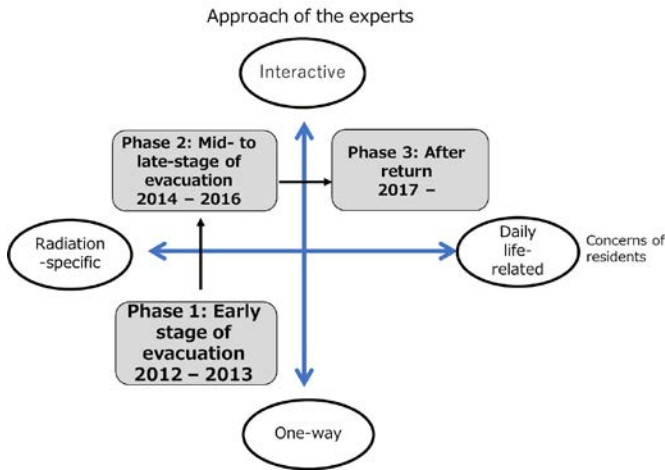 Approach of the experts
Interactive
Phase 2: Mid- to
late-stage of
evacuation
2014 – 2016
Phase 3: After
return
2017 –
Radiation
-specific
Daily
life-
related
Concerns of
residents
Phase 1: Early
stage of
evacuation
2012 – 2013
One-way